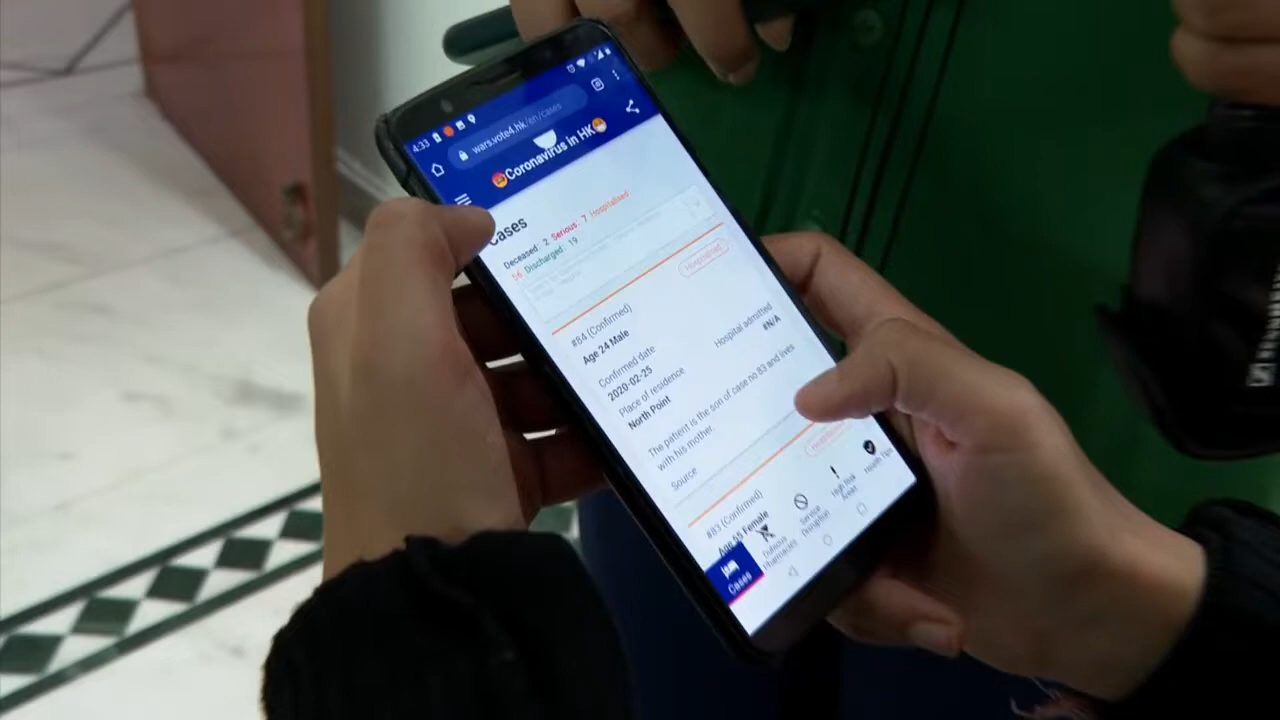 4:33
wars.vote4.hk/en/cases
Coronavirus in HK
Cases
Deceased : 2 Serious : 7 Hospitalised :
56 Discharged : 19
Hospitalised
#84 (Confirmed)
Age 24 Male
Confirmed date
2020-02-25
Hospital admitted
#N/A
Place of residence
North Point
The patient is the son of case no 83 and lives
with his mother.
Source
Hospitalised
#83 (Confirmed)
Age 55 Female
Cases
Dubious
Pharmacies
Service
Disruption
High Risk
Areas
Health Tips